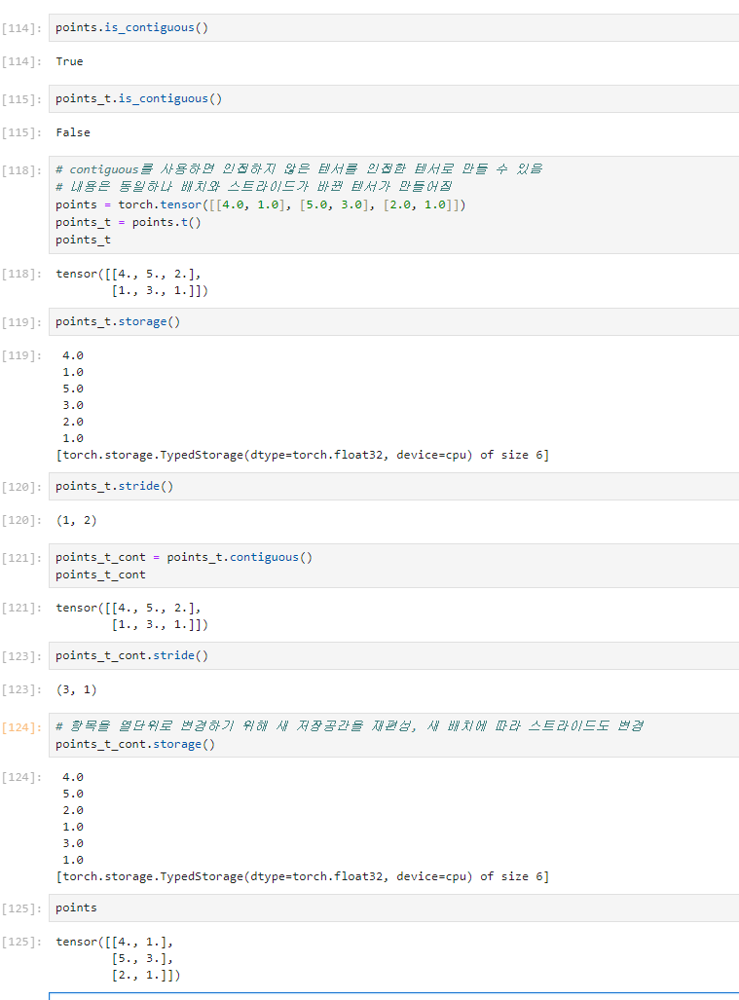 [114]: points.is_contiguous()
[114]: True
[115]: points_t.is_contiguous()
[115]: False
[118]: # contiguous를 사용하면 인접하지 않은 텐서를 인접한 텐서로 만들 수 있음
# 내용은 동일하나 배치와 스트라이드가 바뀐 텐서가 만들어짐
points = torch.tensor([[4.0, 1.0], [5.0, 3.0], [2.0, 1.0]])
points_t = points.t()
points_t
[118]: tensor([[4., 5., 2.],
[1., 3., 1.]])
[119]: points_t.storage()
[119]: 4.0
1.0
5.0
3.0
2.0
1.0
[torch.storage.TypedStorage(dtype=torch.float32, device=cpu) of size 6]
[120]: points_t.stride()
[120]: (1, 2)
[121]: points_t_cont = points_t.contiguous()
points_t_cont
[121]: tensor([[4., 5., 2.],
[1., 3., 1.]])
[123]: points_t_cont.stride()
[123]: (3, 1)
[124]: # 항목을 열단위로 변경하기 위해 새 저장공간을 재편성, 새 배치에 따라 스트라이드도 변경
points_t_cont.storage()
[124]: 4.0
5.0
2.0
1.0
3.0
1.0
[torch.storage.TypedStorage(dtype=torch.float32, device=cpu) of size 6]
[125]: points
[125]: tensor([[4., 1.],
[5., 3.],
[2., 1.]])